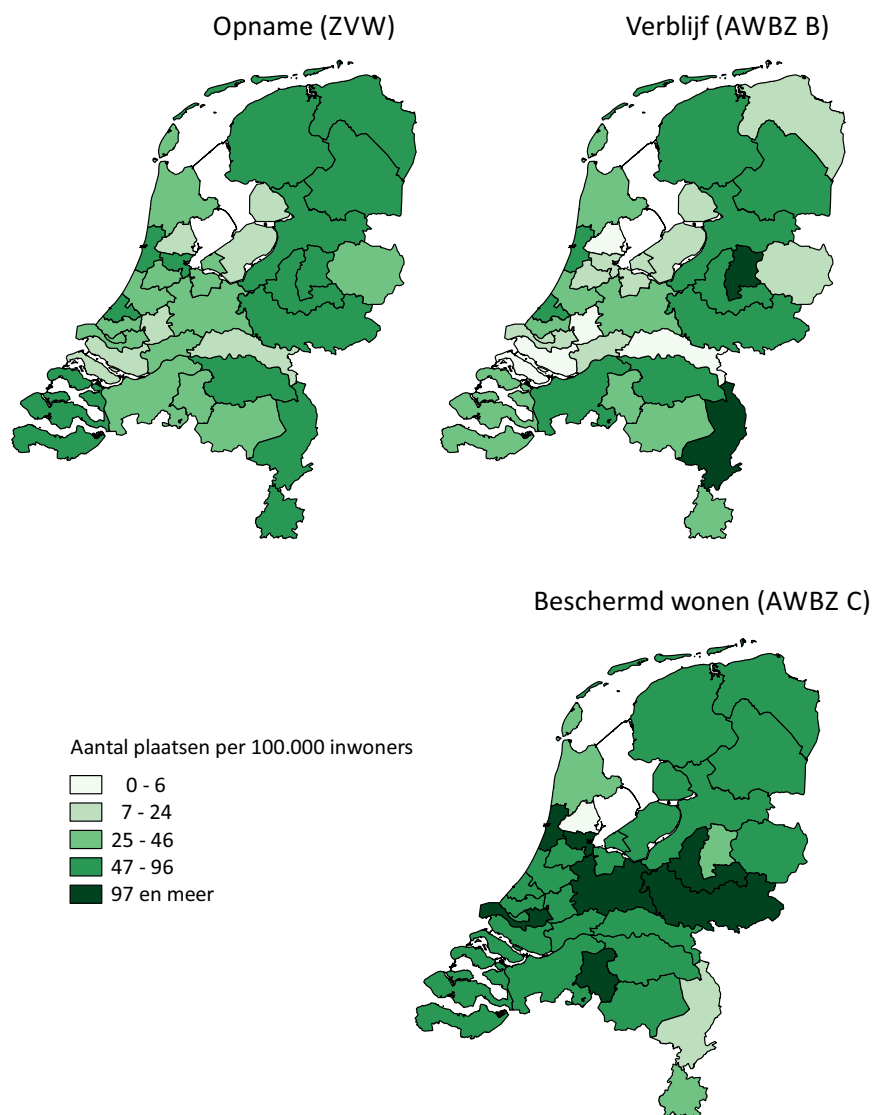 Opname (ZVW)
Verblijf (AWBZ B)
Beschermd wonen (AWBZ C)
Aantal plaatsen per 100.000 inwoners
0 - 6
7 - 24
25 - 46
47 - 96
97 en meer